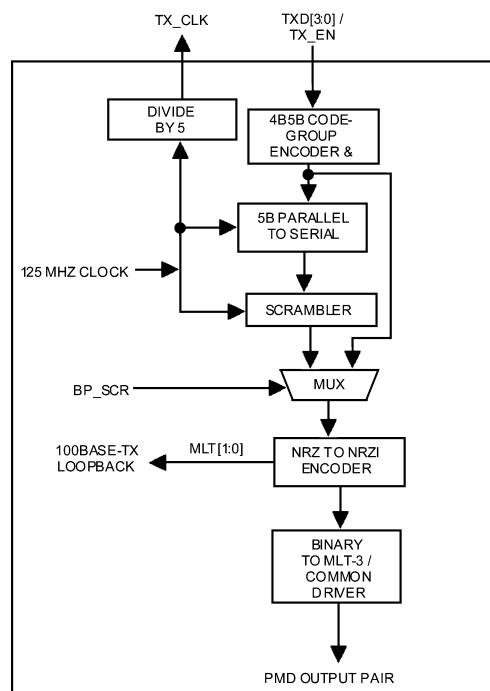 TX_CLK
TXD[3:0] /
TX_EN
DIVIDE
BY 5
4B5B CODE-
GROUP
ENCODER &
5B PARALLEL
TO SERIAL
125 MHZ CLOCK
SCRAMBLER
BP_SCR
MUX
100BASE-TX
LOOPBACK
MLT[1:0]
NRZ TO NRZI
ENCODER
BINARY
TO MLT-3 /
COMMON
DRIVER
PMD OUTPUT PAIR